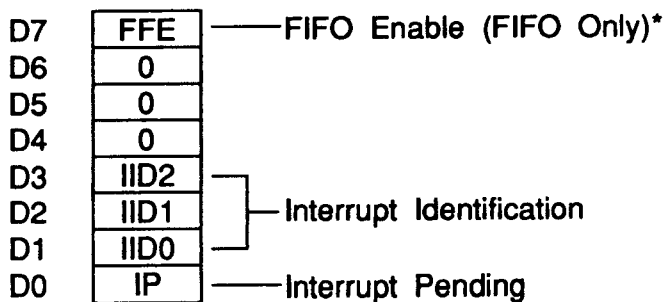 D7 FFE FIFO Enable (FIFO Only)*
D6 0
D5 0
D4 0
D3 IID2
D2 IID1 Interrupt Identification
D1 IID0
D0 IP Interrupt Pending